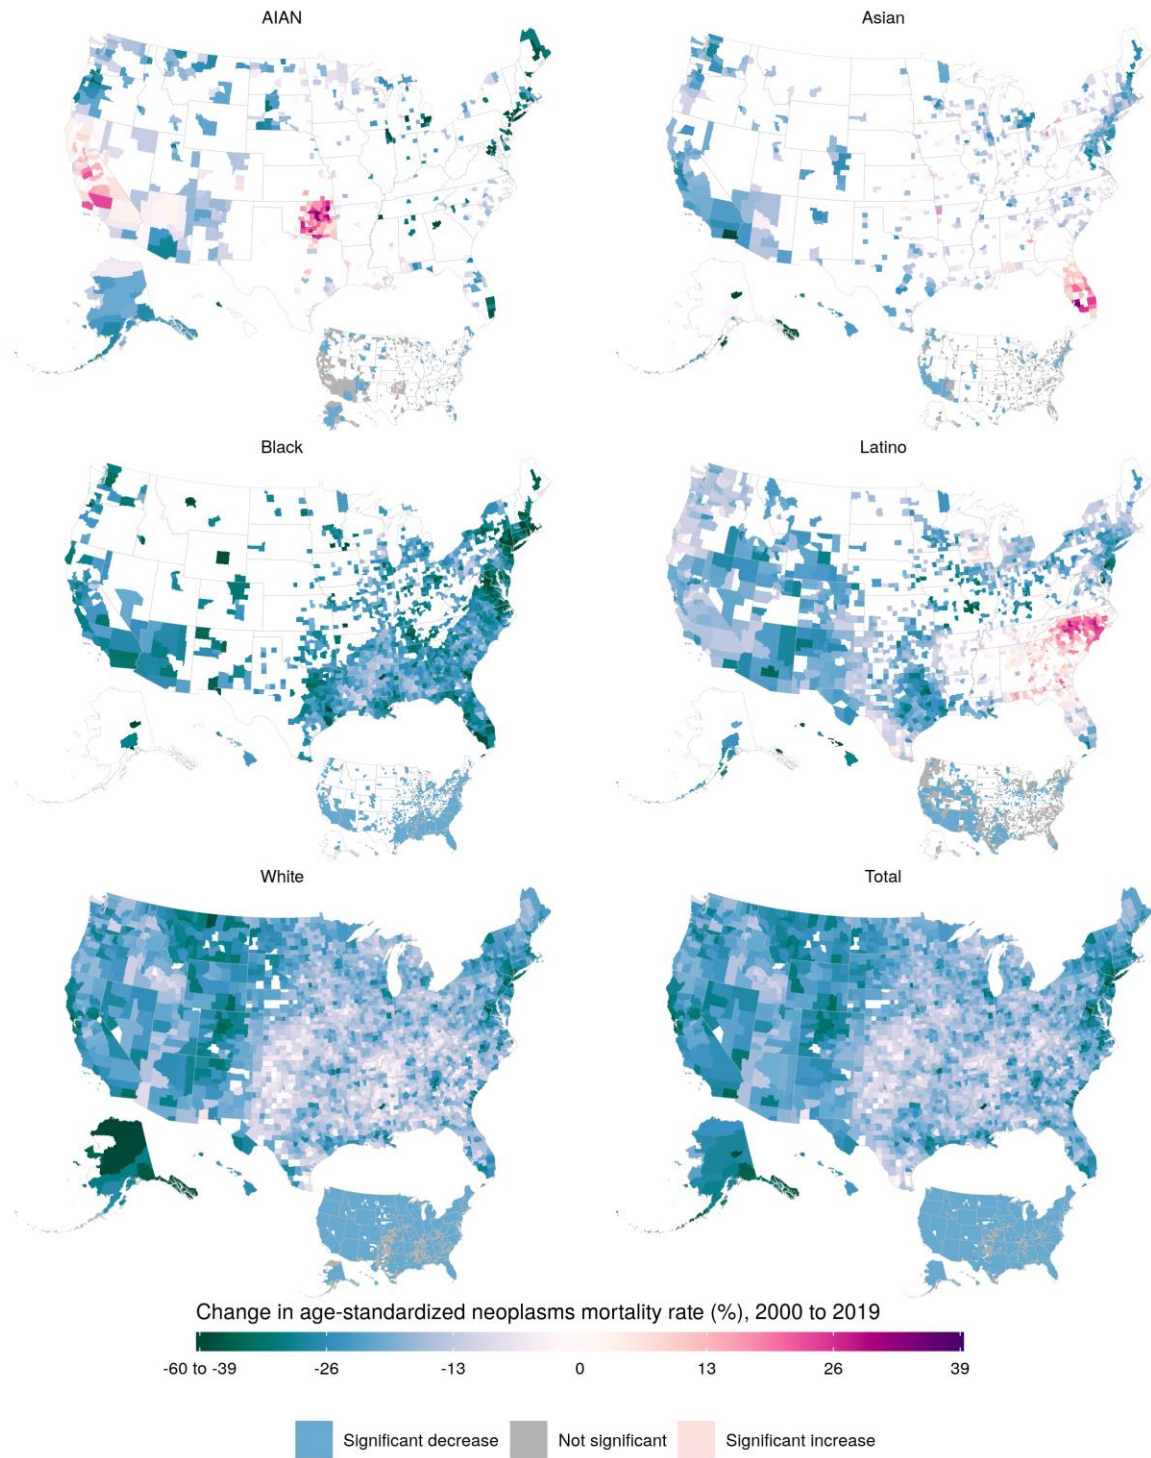 AIAN
Asian
Black
Latino
White
Total
Change in age-standardized neoplasms mortality rate (%), 2000 to 2019
-60 to -39 -26 -13 0 13 26 39
Significant decrease Not significant Significant increase